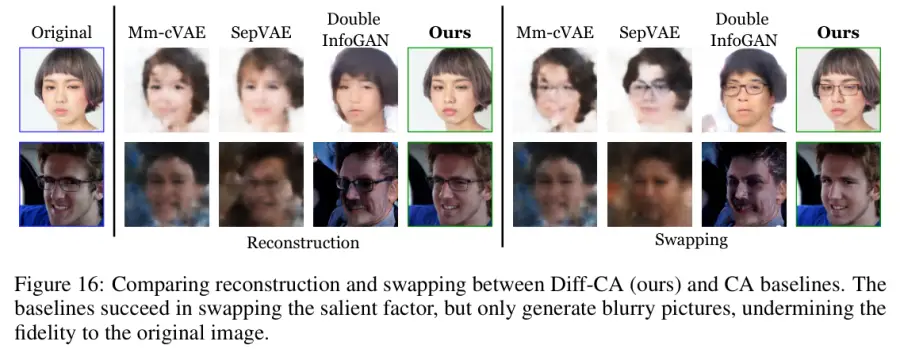 Original Mm-cVAE SepVAE Double InfoGAN Ours Mm-cVAE SepVAE Double InfoGAN Ours
Reconstruction Swapping
Figure 16: Comparing reconstruction and swapping between Diff-CA (ours) and CA baselines. The
baselines succeed in swapping the salient factor, but only generate blurry pictures, undermining the
fidelity to the original image.